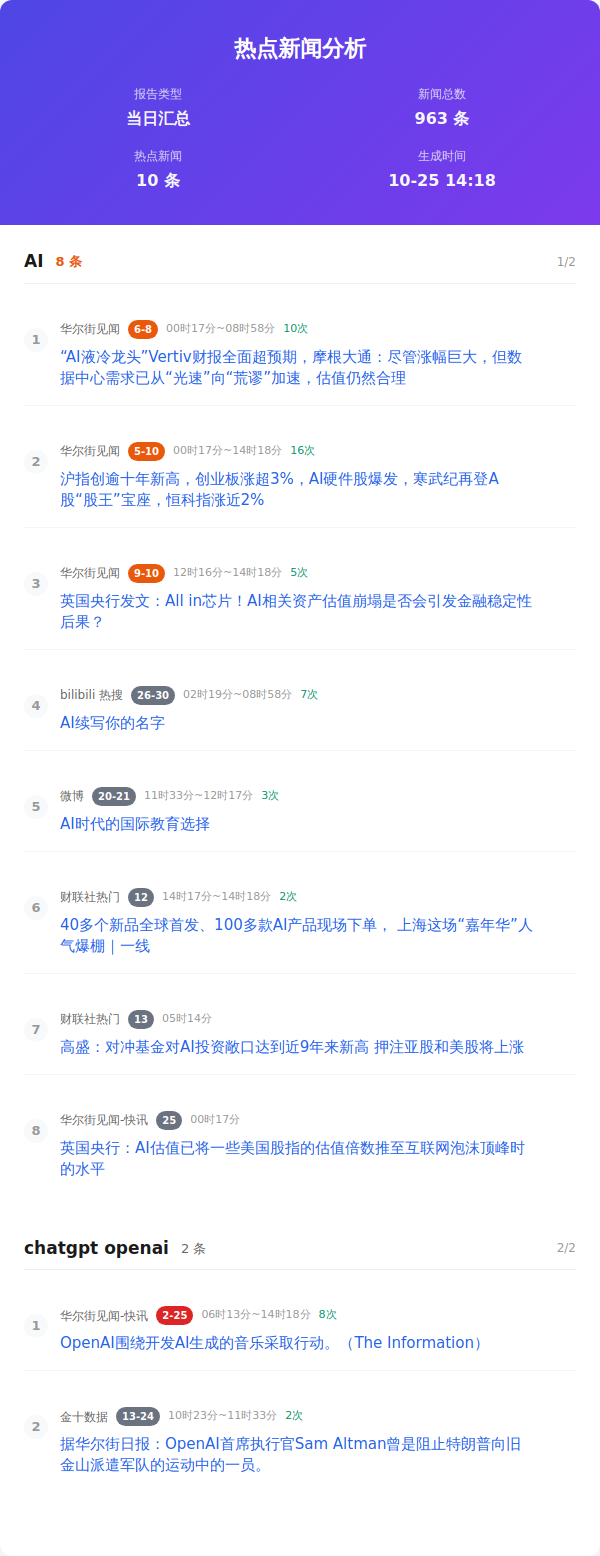 热点新闻分析
报告类型
当日汇总
新闻总数
963 条
热点新闻
10 条
生成时间
10-25 14:18
AI 8 条 1/2
1
华尔街见闻 6-8 00时17分~08时58分 10次
“AI液冷龙头”Vertiv财报全面超预期，摩根大通：尽管涨幅巨大，但数
据中心需求已从“光速”向“荒谬”加速，估值仍然合理
2
华尔街见闻 5-10 00时17分~14时18分 16次
沪指创逾十年新高，创业板涨超3%，AI硬件股爆发，寒武纪再登A
股“股王”宝座，恒科指涨近2%
3
华尔街见闻 9-10 12时16分~14时18分 5次
英国央行发文：All in芯片！AI相关资产估值崩塌是否会引发金融稳定性
后果？
4
bilibili 热搜 26-30 02时19分~08时58分 7次
AI续写你的名字
5
微博 20-21 11时33分~12时17分 3次
AI时代的国际教育选择
6
财联社热门 12 14时17分~14时18分 2次
40多个新品全球首发、100多款AI产品现场下单， 上海这场“嘉年华”人
气爆棚｜一线
7
财联社热门 13 05时14分
高盛：对冲基金对AI投资敞口达到近9年来新高 押注亚股和美股将上涨
8
华尔街见闻-快讯 25 00时17分
英国央行：AI估值已将一些美国股指的估值倍数推至互联网泡沫顶峰时
的水平
chatgpt openai 2 条 2/2
1
华尔街见闻-快讯 2-25 06时13分~14时18分 8次
OpenAI围绕开发AI生成的音乐采取行动。（The Information）
2
金十数据 13-24 10时23分~11时33分 2次
据华尔街日报：OpenAI首席执行官Sam Altman曾是阻止特朗普向旧
金山派遣军队的运动中的一员。